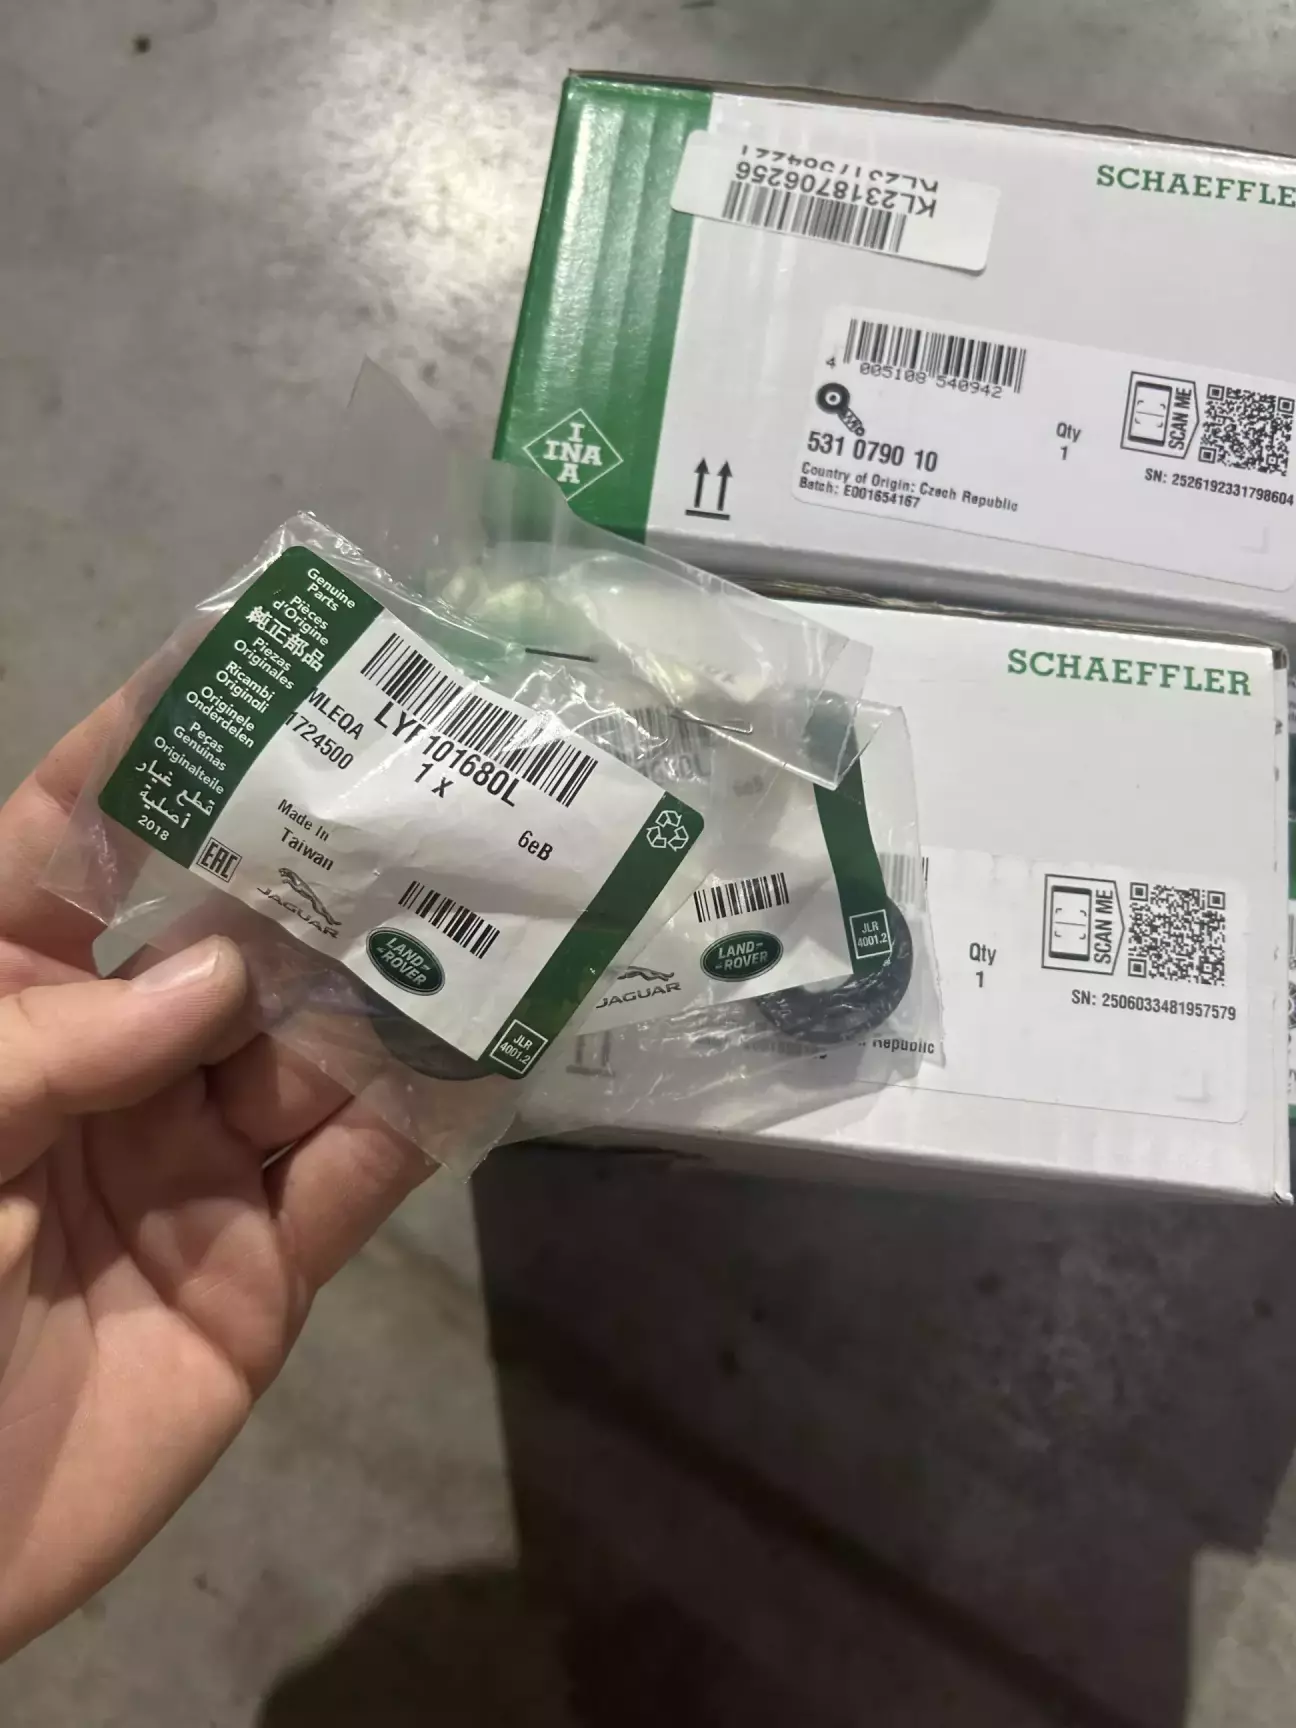 KL2318706256
SCHAEFFLER
4 005108 540942
531 0790 10
Country of Origin: Czech Republic
Batch: E001654167
Qty
1
SCAN ME
SN: 2526192331798604
I
INA
A
SCHAEFFLER
Qty
1
SCAN ME
SN: 2506033481957579
Republic
Genuine
Parts
Pièces
d'Origine
純正部品
Piezas
Originales
Ricambi
Originali
Originele
Onderdelen
Peças
Genuínas
Originalteile
قطع غيار
أصلية
2018
MLEQA
1724500
LYF101680L
1 X
6eB
Made In
Taiwan
EAC
JAGUAR
LAND-
-ROVER
JLR
4001.2
6eB
JAGUAR
LAND-
-ROVER
JLR
4001.2